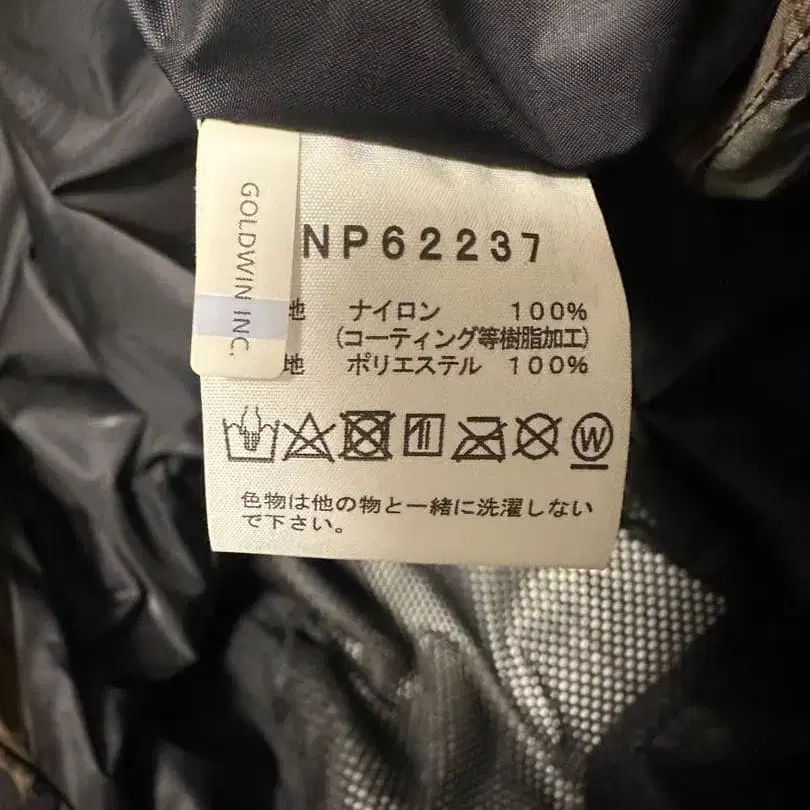 GOLDWIN INC.
NP62237
地 ナイロン 100%
(コーティング等樹脂加工)
地 ポリエステル 100%
W
色物は他の物と一緒に洗濯しない
で下さい。